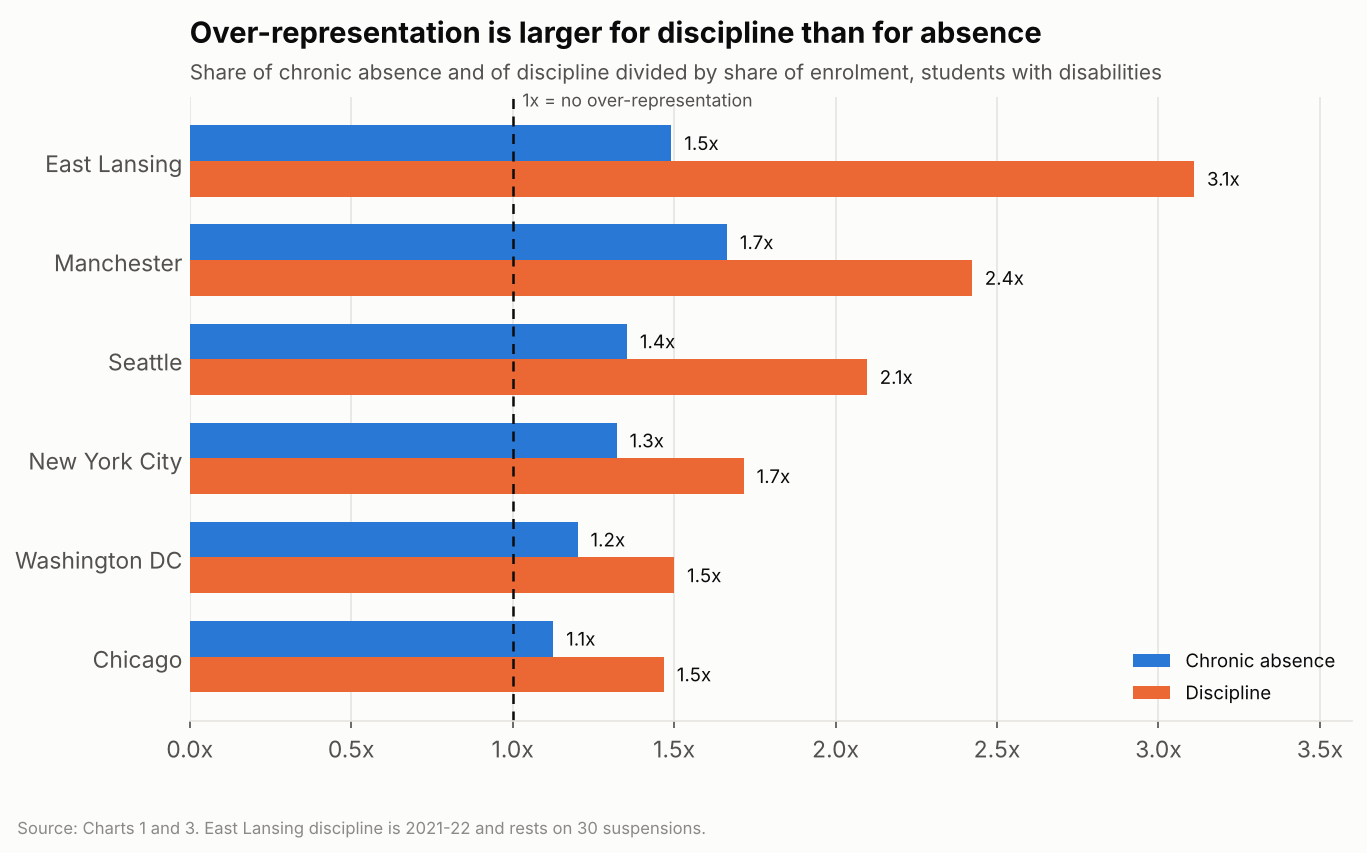 Over-representation is larger for discipline than for absence
Share of chronic absence and of discipline divided by share of enrolment, students with disabilities
1x = no over-representation
East Lansing
1.5x
3.1x
Manchester
1.7x
2.4x
Seattle
1.4x
2.1x
New York City
1.3x
1.7x
Washington DC
1.2x
1.5x
Chicago
1.1x
1.5x
Chronic absence
Discipline
0.0x 0.5x 1.0x 1.5x 2.0x 2.5x 3.0x 3.5x
Source: Charts 1 and 3. East Lansing discipline is 2021-22 and rests on 30 suspensions.